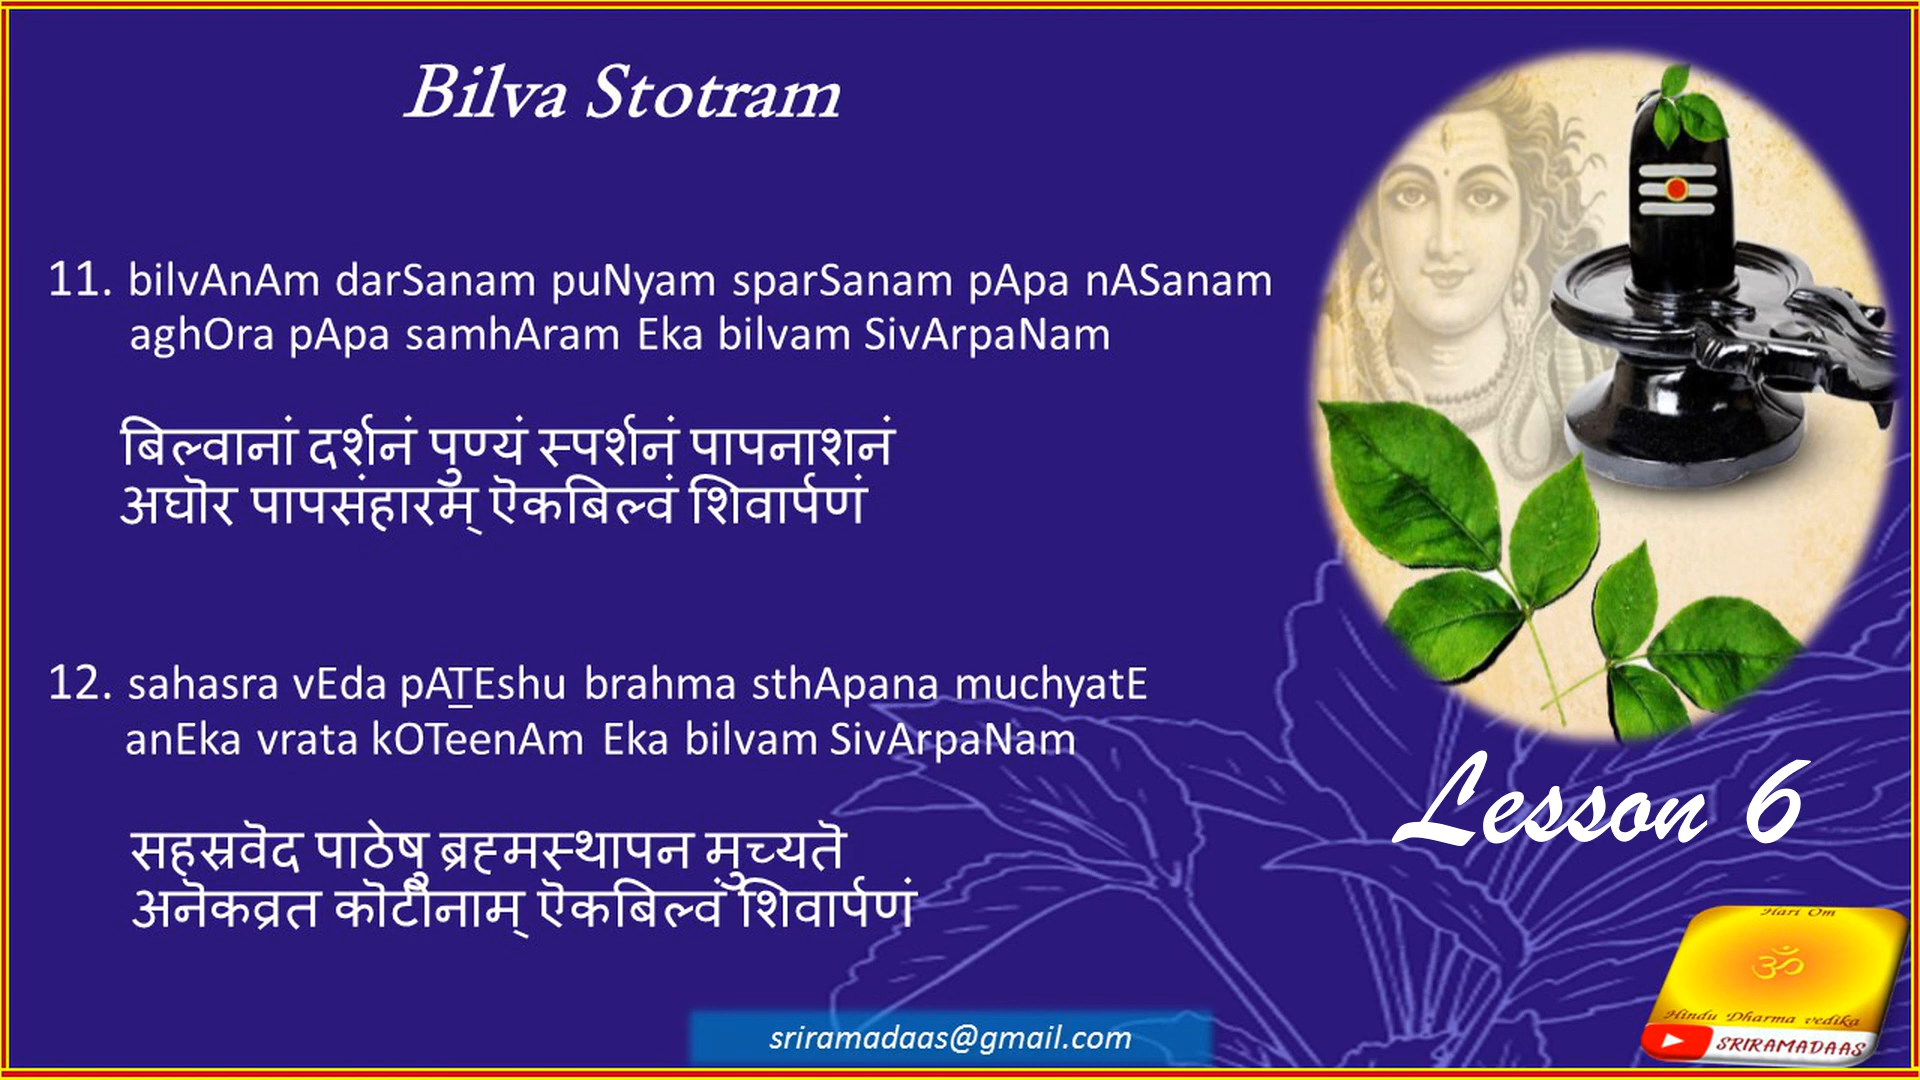 Bilva Stotram
11. bilvAnAm darSanam puNyam sparSanam pApa nASanam
aghOra pApa samhAram Eka bilvam SivArpaNam
बिल्वानां दर्शनं पुण्यं स्पर्शनं पापनाशनं
अघॊर पापसंहारम् ऎकबिल्वं शिवार्पणं
12. sahasra vEda pATEshu brahma sthApana muchyatE
anEka vrata kOTeenAm Eka bilvam SivArpaNam
सहस्रवॆद पाठेषु ब्रह्मस्थापन मुच्यतॆ
अनॆकव्रत कॊटीनाम् ऎकबिल्वं शिवार्पणं
Lesson 6
Hari Om
ॐ
Hindu Dharma vedika
SRIRAMADAAS
sriramadaas@gmail.com